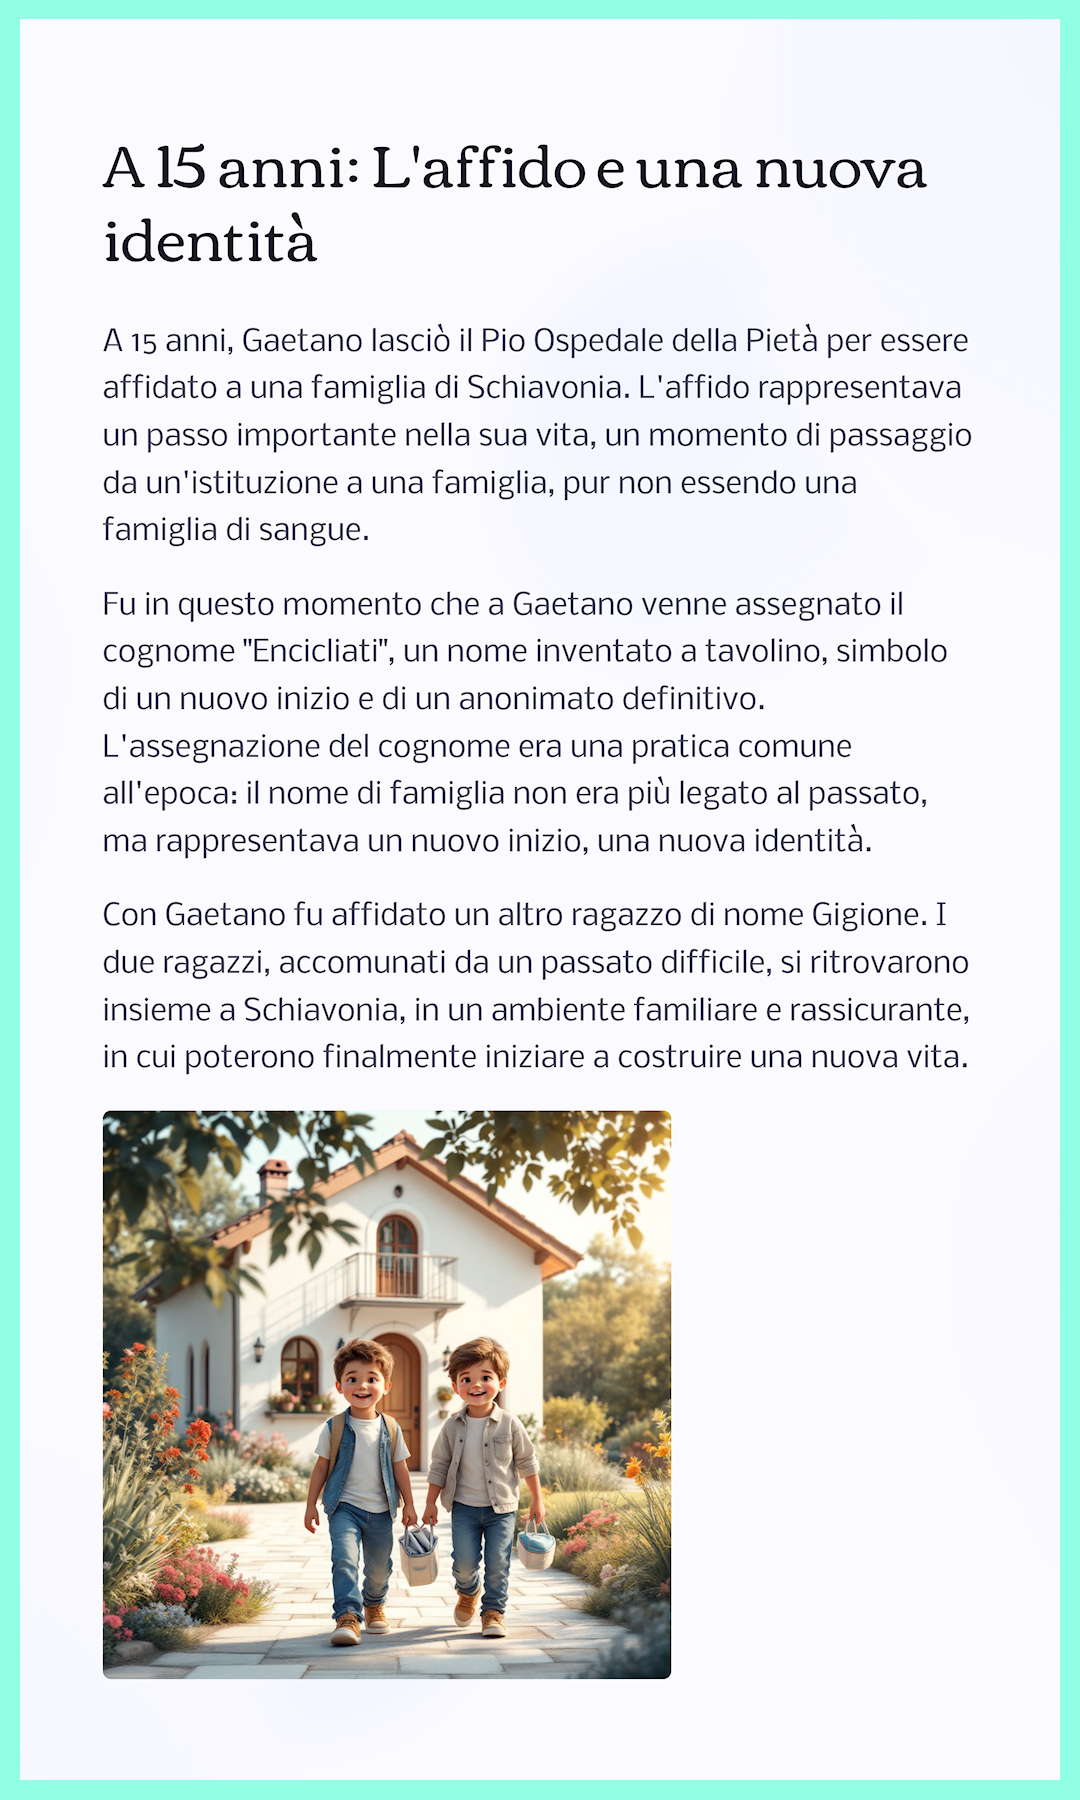 A 15 anni: L'affido e una nuova
identità
A 15 anni, Gaetano lasciò il Pio Ospedale della Pietà per essere
affidato a una famiglia di Schiavonia. L'affido rappresentava
un passo importante nella sua vita, un momento di passaggio
da un'istituzione a una famiglia, pur non essendo una
famiglia di sangue.
Fu in questo momento che a Gaetano venne assegnato il
cognome "Encicliati", un nome inventato a tavolino, simbolo
di un nuovo inizio e di un anonimato definitivo.
L'assegnazione del cognome era una pratica comune
all'epoca: il nome di famiglia non era più legato al passato,
ma rappresentava un nuovo inizio, una nuova identità.
Con Gaetano fu affidato un altro ragazzo di nome Gigione. I
due ragazzi, accomunati da un passato difficile, si ritrovarono
insieme a Schiavonia, in un ambiente familiare e rassicurante,
in cui poterono finalmente iniziare a costruire una nuova vita.